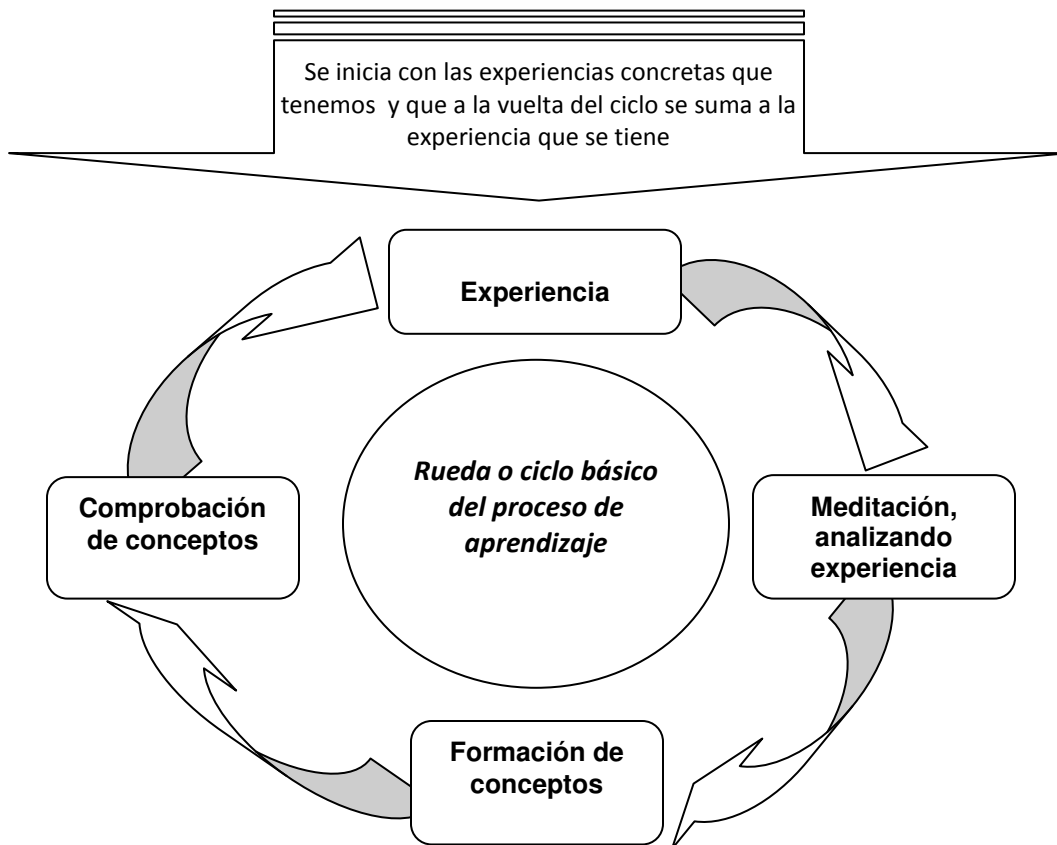 Se inicia con las experiencias concretas que
tenemos y que a la vuelta del ciclo se suma a la
experiencia que se tiene
Experiencia
Rueda o ciclo básico
del proceso de
aprendizaje
Comprobación
de conceptos
Meditación,
analizando
experiencia
Formación de
conceptos